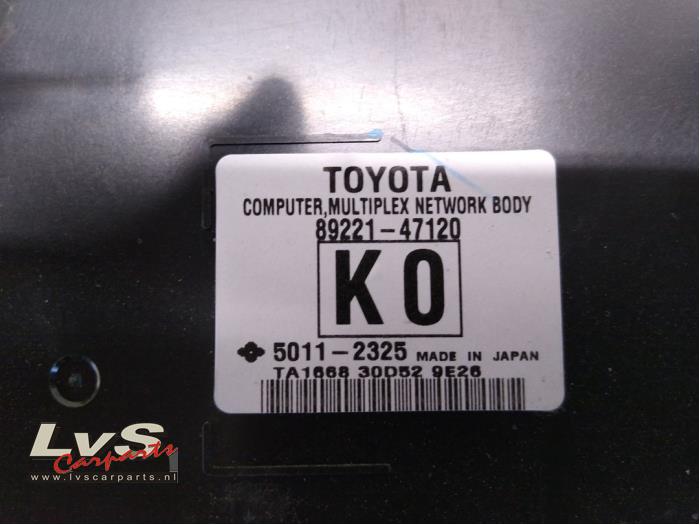 TOYOTA
COMPUTER,MULTIPLEX NETWORK BODY
89221-47120
K0
5011-2325 MADE IN JAPAN
TA1668 30D52 9E26
LvS
Carparts
www.lvscarparts.nl